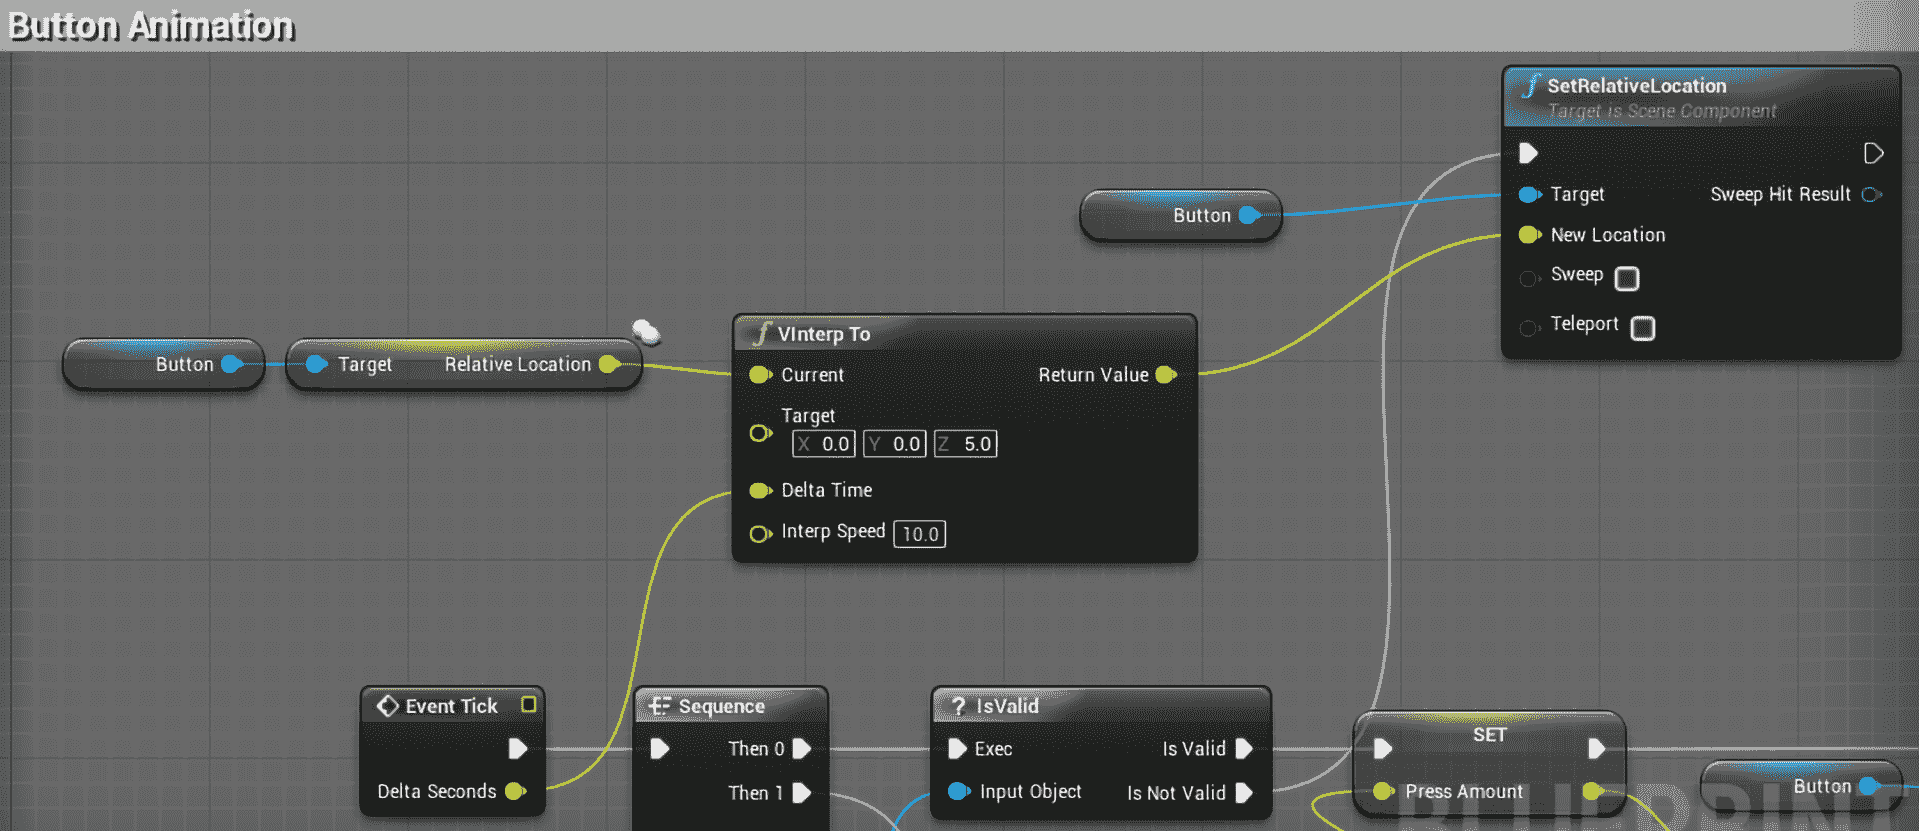 Button Animation
SetRelativeLocation
Target is Scene Component
Target
Sweep Hit Result
New Location
Sweep
Teleport
Button
Button
Target
Relative Location
VInterp To
Current
Return Value
Target
X 0.0 Y 0.0 Z 5.0
Delta Time
Interp Speed 10.0
Event Tick
Delta Seconds
Sequence
Then 0
Then 1
? IsValid
Exec
Is Valid
Input Object
Is Not Valid
SET
Press Amount
Button
BLUEPRINT